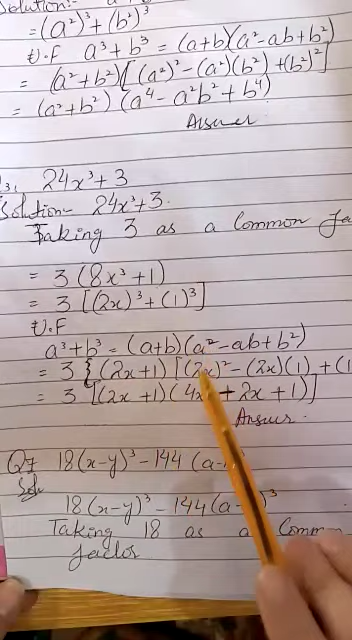 Solution:-
= (a²)³ + (b²)³
U.F a³ + b³ = (a+b)(a² - ab + b²)
= (a² + b²) [(a²)² - (a²)(b²) + (b²)²]
= (a² + b²) (a⁴ - a²b² + b⁴)
Answer
3, 24x³ + 3
Solution- 24x³ + 3.
Taking 3 as a Common
= 3 (8x³ + 1)
= 3 [(2x)³ + (1)³]
U.F
a³ + b³ = (a+b)(a² - ab + b²)
= 3 { (2x+1) [(2x)² - (2x)(1) + (1
= 3 [(2x+1)(4x + 2x + 1)]
Answer.
Q7 18(x-y)³ - 144 (a-
Sol
18(x-y)³ - 144(a- )³
Taking 18 as a Common
factor